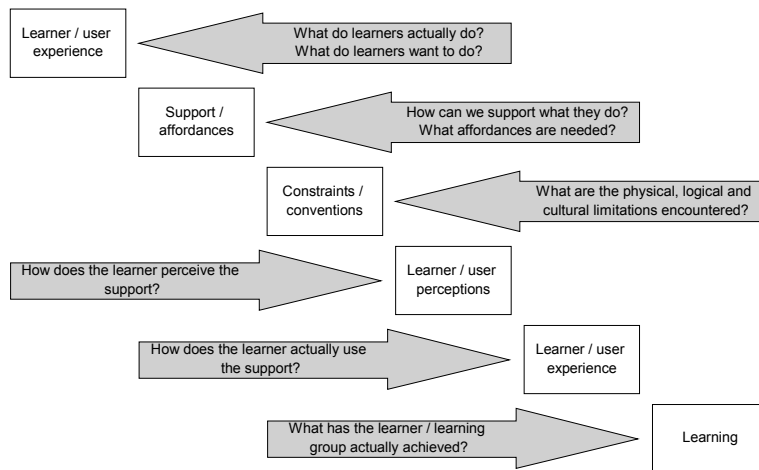 Learner / user
experience
What do learners actually do?
What do learners want to do?
Support /
affordances
How can we support what they do?
What affordances are needed?
Constraints /
conventions
What are the physical, logical and
cultural limitations encountered?
How does the learner perceive the
support?
Learner / user
perceptions
How does the learner actually use
the support?
Learner / user
experience
What has the learner / learning
group actually achieved?
Learning